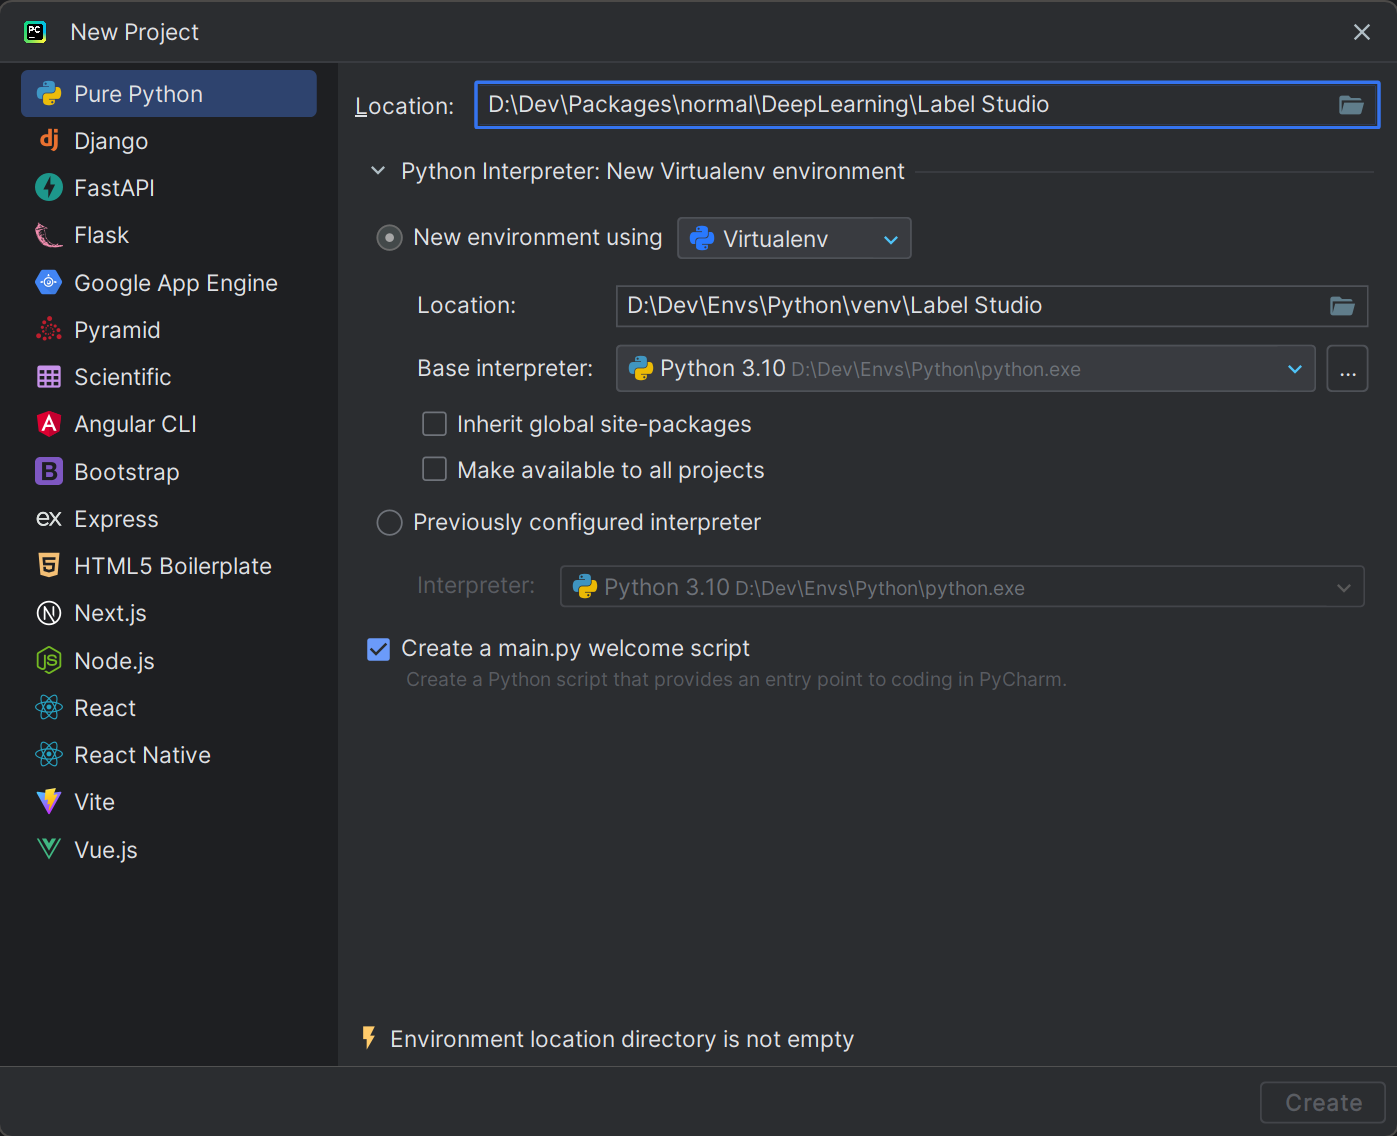 PC
New Project
Pure Python
dj Django
FastAPI
Flask
Google App Engine
Pyramid
Scientific
A Angular CLI
B Bootstrap
ex Express
5 HTML5 Boilerplate
N Next.js
JS Node.js
React
React Native
Vite
Vue.js
Location: D:\Dev\Packages\normal\DeepLearning\Label Studio
Python Interpreter: New Virtualenv environment
New environment using Virtualenv
Location: D:\Dev\Envs\Python\venv\Label Studio
Base interpreter: Python 3.10 D:\Dev\Envs\Python\python.exe ...
Inherit global site-packages
Make available to all projects
Previously configured interpreter
Interpreter: Python 3.10 D:\Dev\Envs\Python\python.exe
Create a main.py welcome script
Create a Python script that provides an entry point to coding in PyCharm.
Environment location directory is not empty
Create